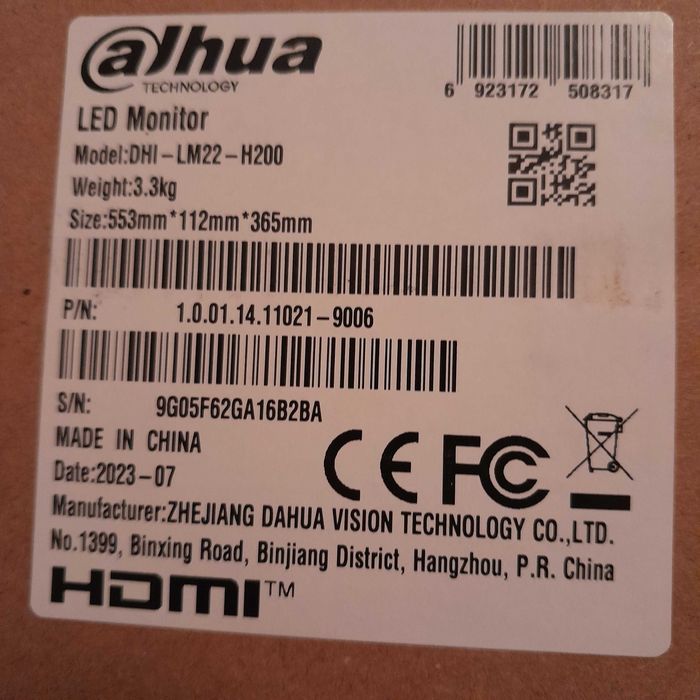 alhua
TECHNOLOGY
6 923172 508317
LED Monitor
Model:DHI-LM22-H200
Weight:3.3kg
Size:553mm*112mm*365mm
P/N: 1.0.01.14.11021-9006
S/N: 9G05F62GA16B2BA
MADE IN CHINA
Date:2023-07
CE FC
Manufacturer:ZHEJIANG DAHUA VISION TECHNOLOGY CO.,LTD.
No.1399, Binxing Road, Binjiang District, Hangzhou, P.R. China
HDMI™